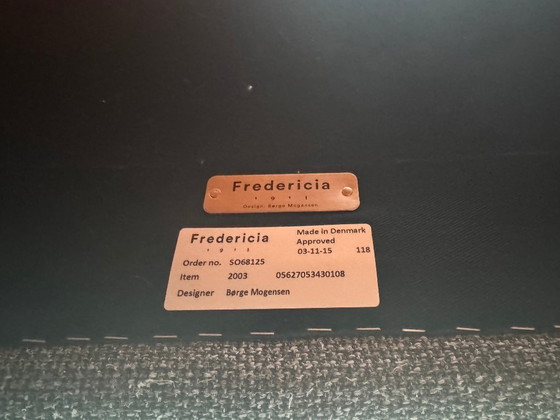 Fredericia
1 9 1 1
Design: Børge Mogensen
Fredericia
1 9 1 1
Made in Denmark
Approved
03-11-15 118
Order no. SO68125
Item 2003 05627053430108
Designer Børge Mogensen